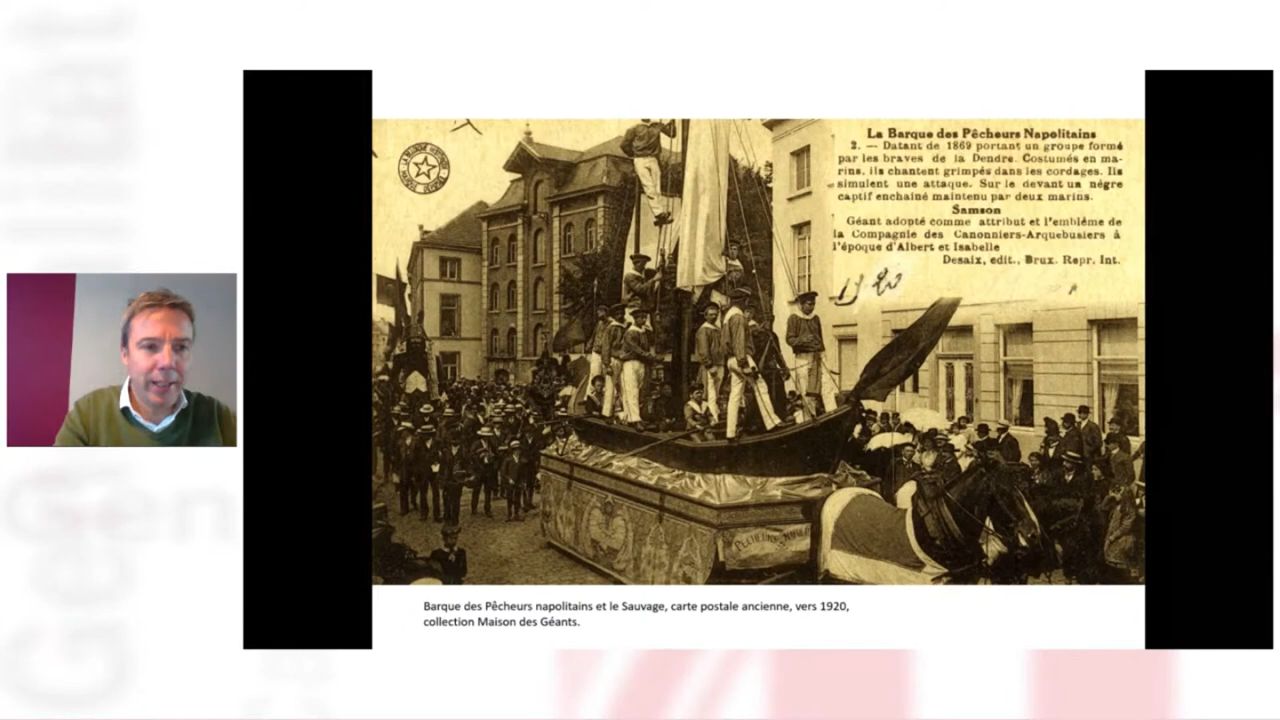 La Barque des Pêcheurs Napolitains
2. — Datant de 1869 portant un groupe formé
par les braves de la Dendre. Costumés en ma-
rins, ils chantent grimpés dans les cordages. Ils
simulent une attaque. Sur le devant un nègre
captif enchainé maintenu par deux marins.
Samson
Géant adopté comme attribut et l'emblême de
la Compagnie des Canonniers-Arquebusiers à
l'époque d'Albert et Isabelle
Desaix, edit., Brux. Repr. Int.
PÊCHEURS
Barque des Pêcheurs napolitains et le Sauvage, carte postale ancienne, vers 1920,
collection Maison des Géants.